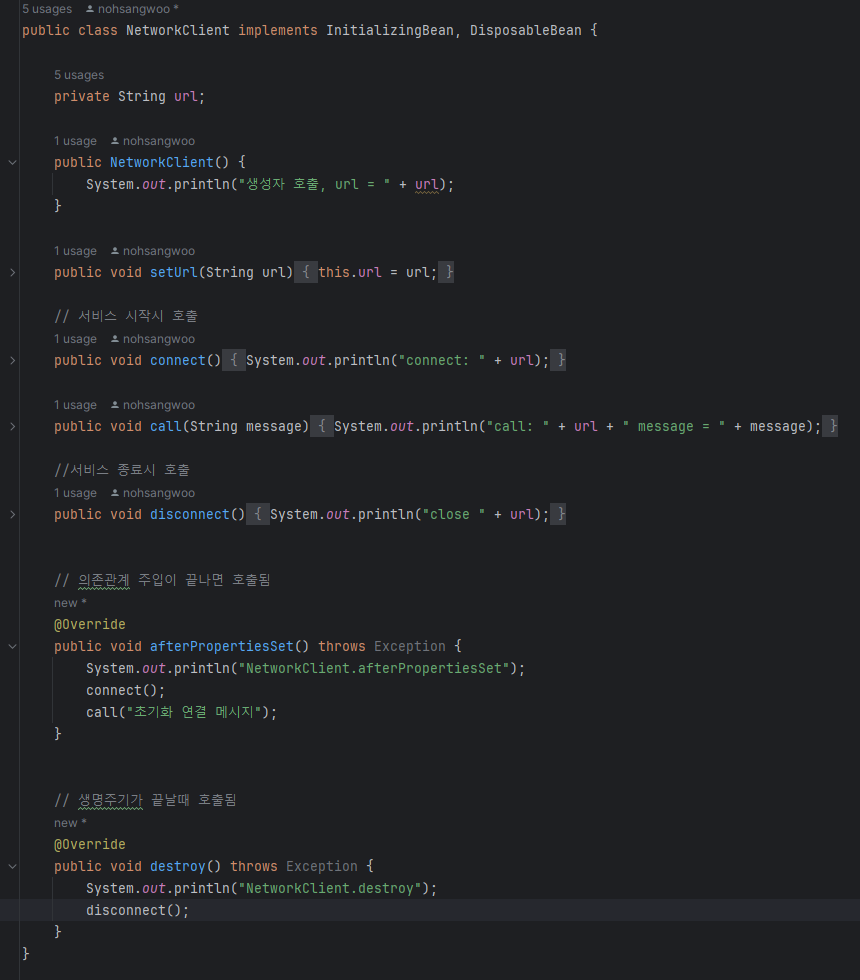 5 usages nohsangwoo *
public class NetworkClient implements InitializingBean, DisposableBean {
5 usages
private String url;
1 usage nohsangwoo
public NetworkClient() {
System.out.println("생성자 호출, url = " + url);
}
1 usage nohsangwoo
public void setUrl(String url) { this.url = url; }
// 서비스 시작시 호출
1 usage nohsangwoo
public void connect() { System.out.println("connect: " + url); }
1 usage nohsangwoo
public void call(String message) { System.out.println("call: " + url + " message = " + message); }
//서비스 종료시 호출
1 usage nohsangwoo
public void disconnect() { System.out.println("close " + url); }
// 의존관계 주입이 끝나면 호출됨
new *
@Override
public void afterPropertiesSet() throws Exception {
System.out.println("NetworkClient.afterPropertiesSet");
connect();
call("초기화 연결 메시지");
}
// 생명주기가 끝날때 호출됨
new *
@Override
public void destroy() throws Exception {
System.out.println("NetworkClient.destroy");
disconnect();
}
}